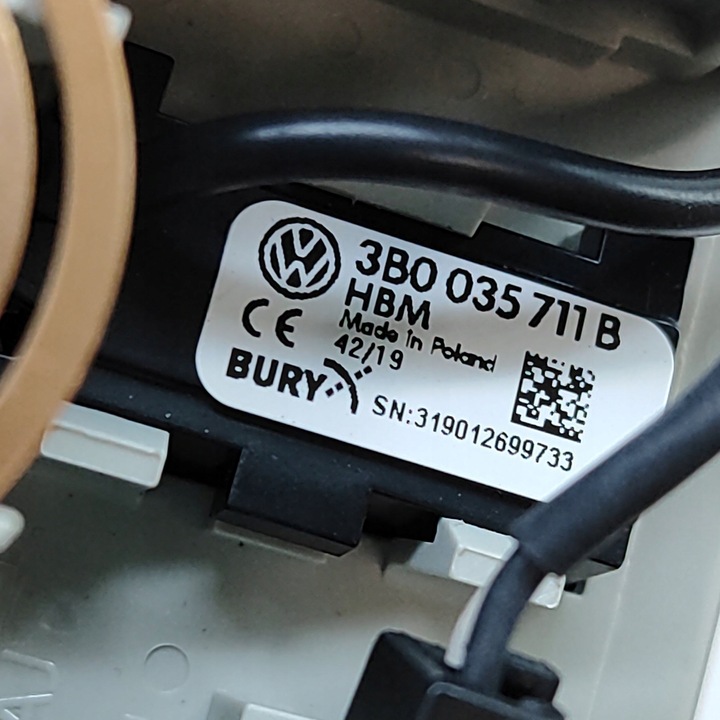 3B0 035 711 B
HBM
Made in Poland
42/19
CE
BURY
SN:319012699733